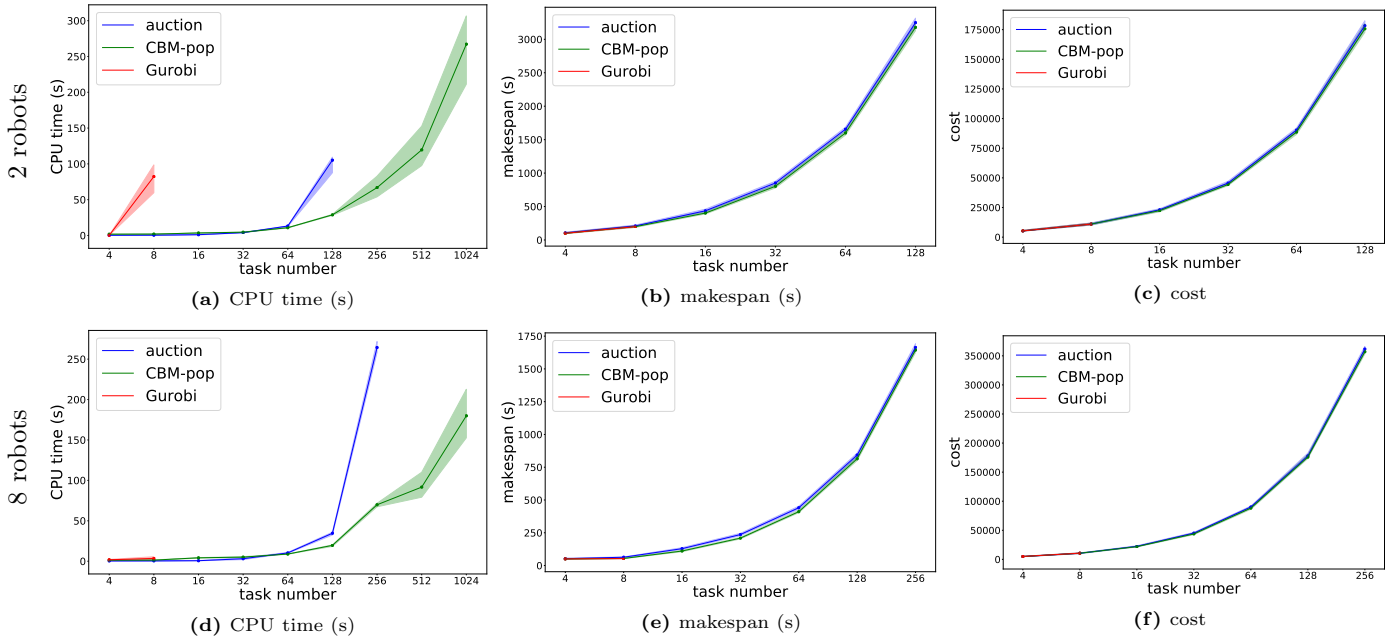 2 robots
CPU time (s)
300
250
200
150
100
50
0
auction
CBM-pop
Gurobi
4 8 16 32 64 128 256 512 1024
task number
(a) CPU time (s)
makespan (s)
3000
2500
2000
1500
1000
500
0
auction
CBM-pop
Gurobi
4 8 16 32 64 128
task number
(b) makespan (s)
cost
175000
150000
125000
100000
75000
50000
25000
0
auction
CBM-pop
Gurobi
4 8 16 32 64 128
task number
(c) cost
8 robots
CPU time (s)
250
200
150
100
50
0
auction
CBM-pop
Gurobi
4 8 16 32 64 128 256 512 1024
task number
(d) CPU time (s)
makespan (s)
1750
1500
1250
1000
750
500
250
0
auction
CBM-pop
Gurobi
4 8 16 32 64 128 256
task number
(e) makespan (s)
cost
350000
300000
250000
200000
150000
100000
50000
0
auction
CBM-pop
Gurobi
4 8 16 32 64 128 256
task number
(f) cost